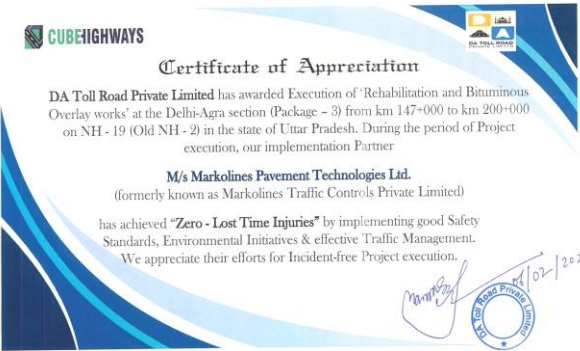 CUBEHIGHWAYS
DA TOLL ROAD
PRIVATE LIMITED
Certificate of Appreciation
DA Toll Road Private Limited has awarded Execution of 'Rehabilitation and Bituminous
Overlay works' at the Delhi-Agra section (Package – 3) from km 147+000 to km 200+000
on NH - 19 (Old NH - 2) in the state of Uttar Pradesh. During the period of Project
execution, our implementation Partner
M/s Markolines Pavement Technologies Ltd.
(formerly known as Markolines Traffic Controls Private Limited)
has achieved "Zero - Lost Time Injuries" by implementing good Safety
Standards, Environmental Initiatives & effective Traffic Management.
We appreciate their efforts for Incident-free Project execution.
DA Toll Road Private Limited